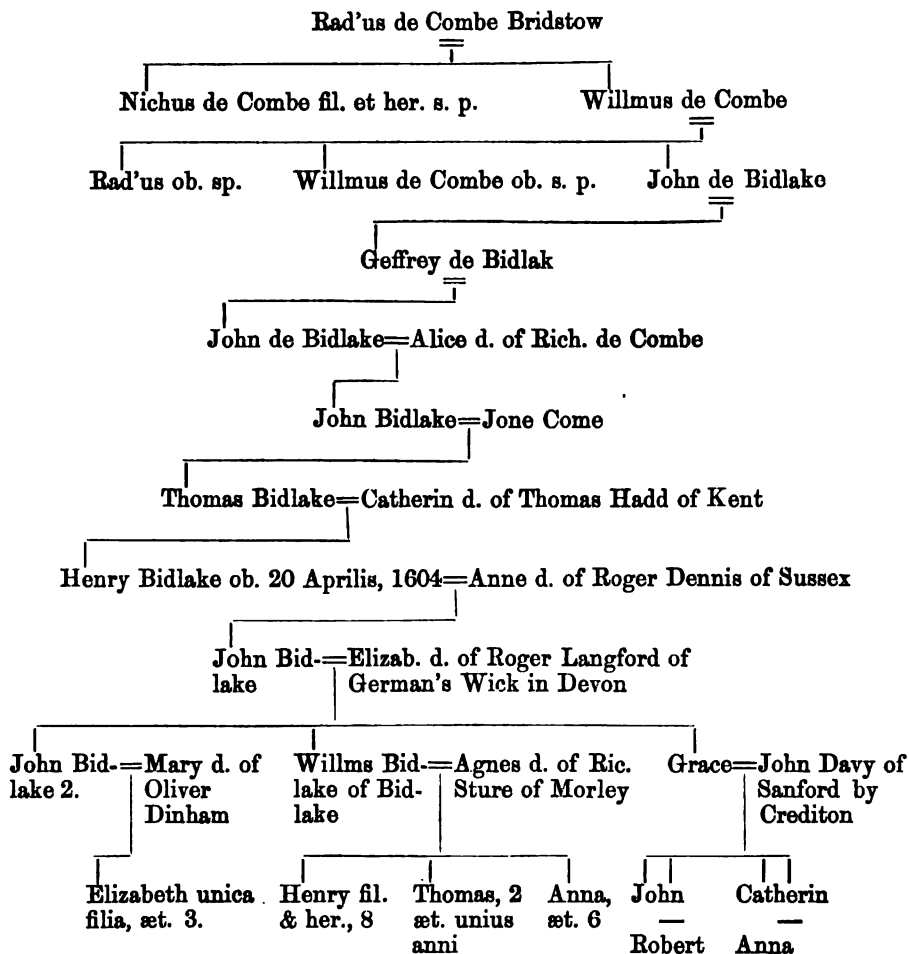 Rad'us de Combe Bridstow
Nichus de Combe fil. et her. s. p. Willmus de Combe
Rad'us ob. sp. Willmus de Combe ob. s. p. John de Bidlake
Geffrey de Bidlak
John de Bidlake=Alice d. of Rich. de Combe
John Bidlake=Jone Come
Thomas Bidlake=Catherin d. of Thomas Hadd of Kent
Henry Bidlake ob. 20 Aprilis, 1604=Anne d. of Roger Dennis of Sussex
John Bid-=Elizab. d. of Roger Langford of
lake German's Wick in Devon
John Bid-=Mary d. of Willms Bid-=Agnes d. of Ric. Grace=John Davy of
lake 2. Oliver lake of Bid- Sture of Morley Sanford by
Dinham lake Crediton
Elizabeth unica Henry fil. Thomas, 2 Anna, John Catherin
filia, æt. 3. & her., 8 æt. unius æt. 6 — —
anni Robert Anna